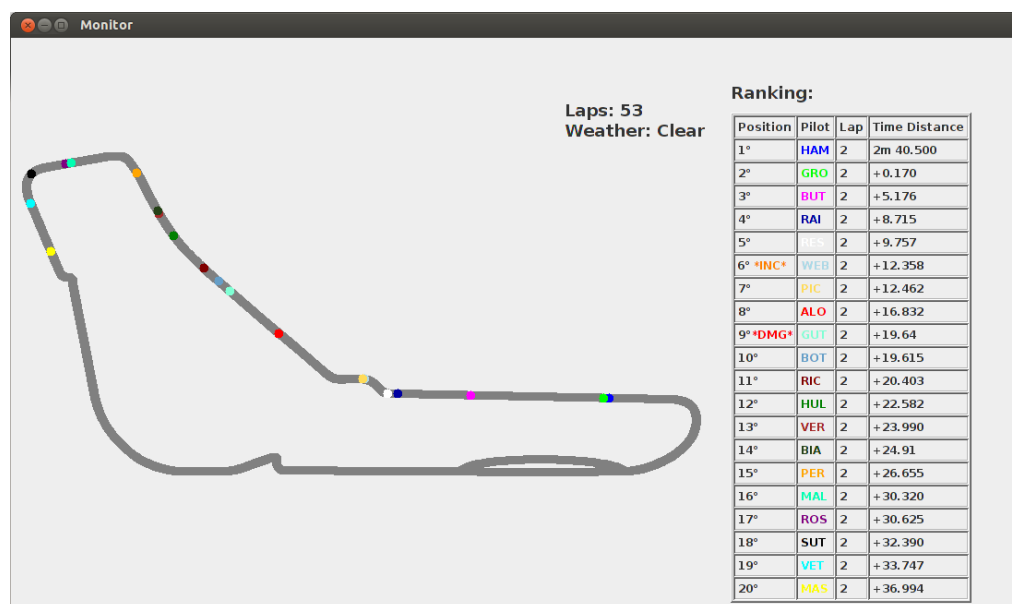 Monitor
Laps: 53
Weather: Clear
Ranking:
Position Pilot Lap Time Distance
1° HAM 2 2m 40.500
2° GRO 2 +0.170
3° BUT 2 +5.176
4° RAI 2 +8.715
5° RES 2 +9.757
6° *INC* WEB 2 +12.358
7° PIC 2 +12.462
8° ALO 2 +16.832
9° *DMG* GUT 2 +19.64
10° BOT 2 +19.615
11° RIC 2 +20.403
12° HUL 2 +22.582
13° VER 2 +23.990
14° BIA 2 +24.91
15° PER 2 +26.655
16° MAL 2 +30.320
17° ROS 2 +30.625
18° SUT 2 +32.390
19° VET 2 +33.747
20° MAS 2 +36.994